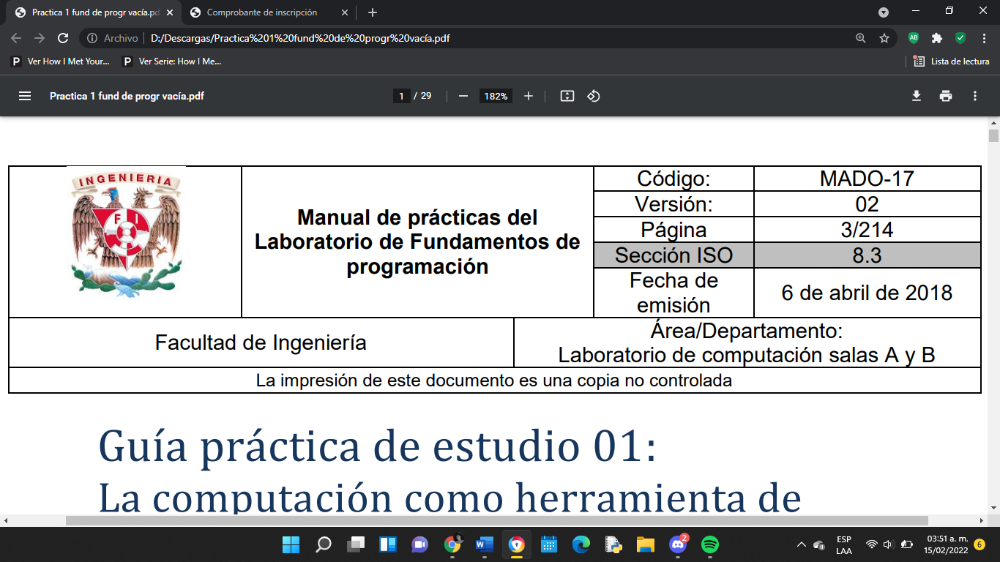 Practica 1 fund de progr vacía.pd
Comprobante de inscripción
Archivo
D:/Descargas/Practica%201%20fund%20de%20progr%20vacía.pdf
AB
P Ver How I Met Your...
P Ver Serie: How I Me...
Lista de lectura
Practica 1 fund de progr vacía.pdf
1 / 29
182%
INGENIERIA
F I
Manual de prácticas del
Laboratorio de Fundamentos de
programación
Código: MADO-17
Versión: 02
Página 3/214
Sección ISO 8.3
Fecha de
emisión
6 de abril de 2018
Facultad de Ingeniería
Área/Departamento:
Laboratorio de computación salas A y B
La impresión de este documento es una copia no controlada
Guía práctica de estudio 01:
La computación como herramienta de
2
ESP
LAA
03:51 a. m.
15/02/2022
6